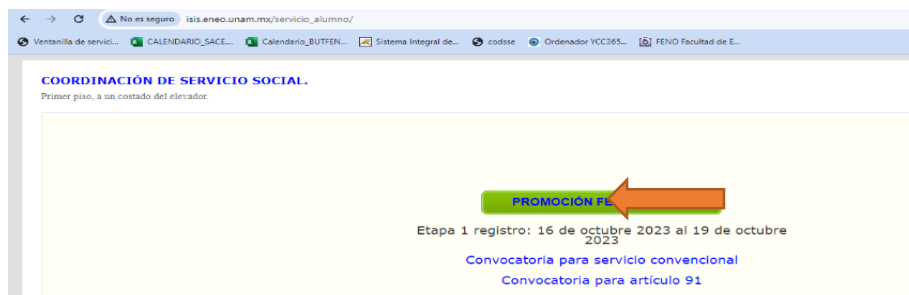 No es seguro isis.eneo.unam.mx/servicio_alumno/
Ventanilla de servici... CALENDARIO_SACE... Calendario_BUTFEN... Sistema Integral de... codsse Ordenador YCC365... FENO Facultad de E...
COORDINACIÓN DE SERVICIO SOCIAL.
Primer piso, a un costado del elevador.
PROMOCIÓN
Etapa 1 registro: 16 de octubre 2023 al 19 de octubre
2023
Convocatoria para servicio convencional
Convocatoria para artículo 91